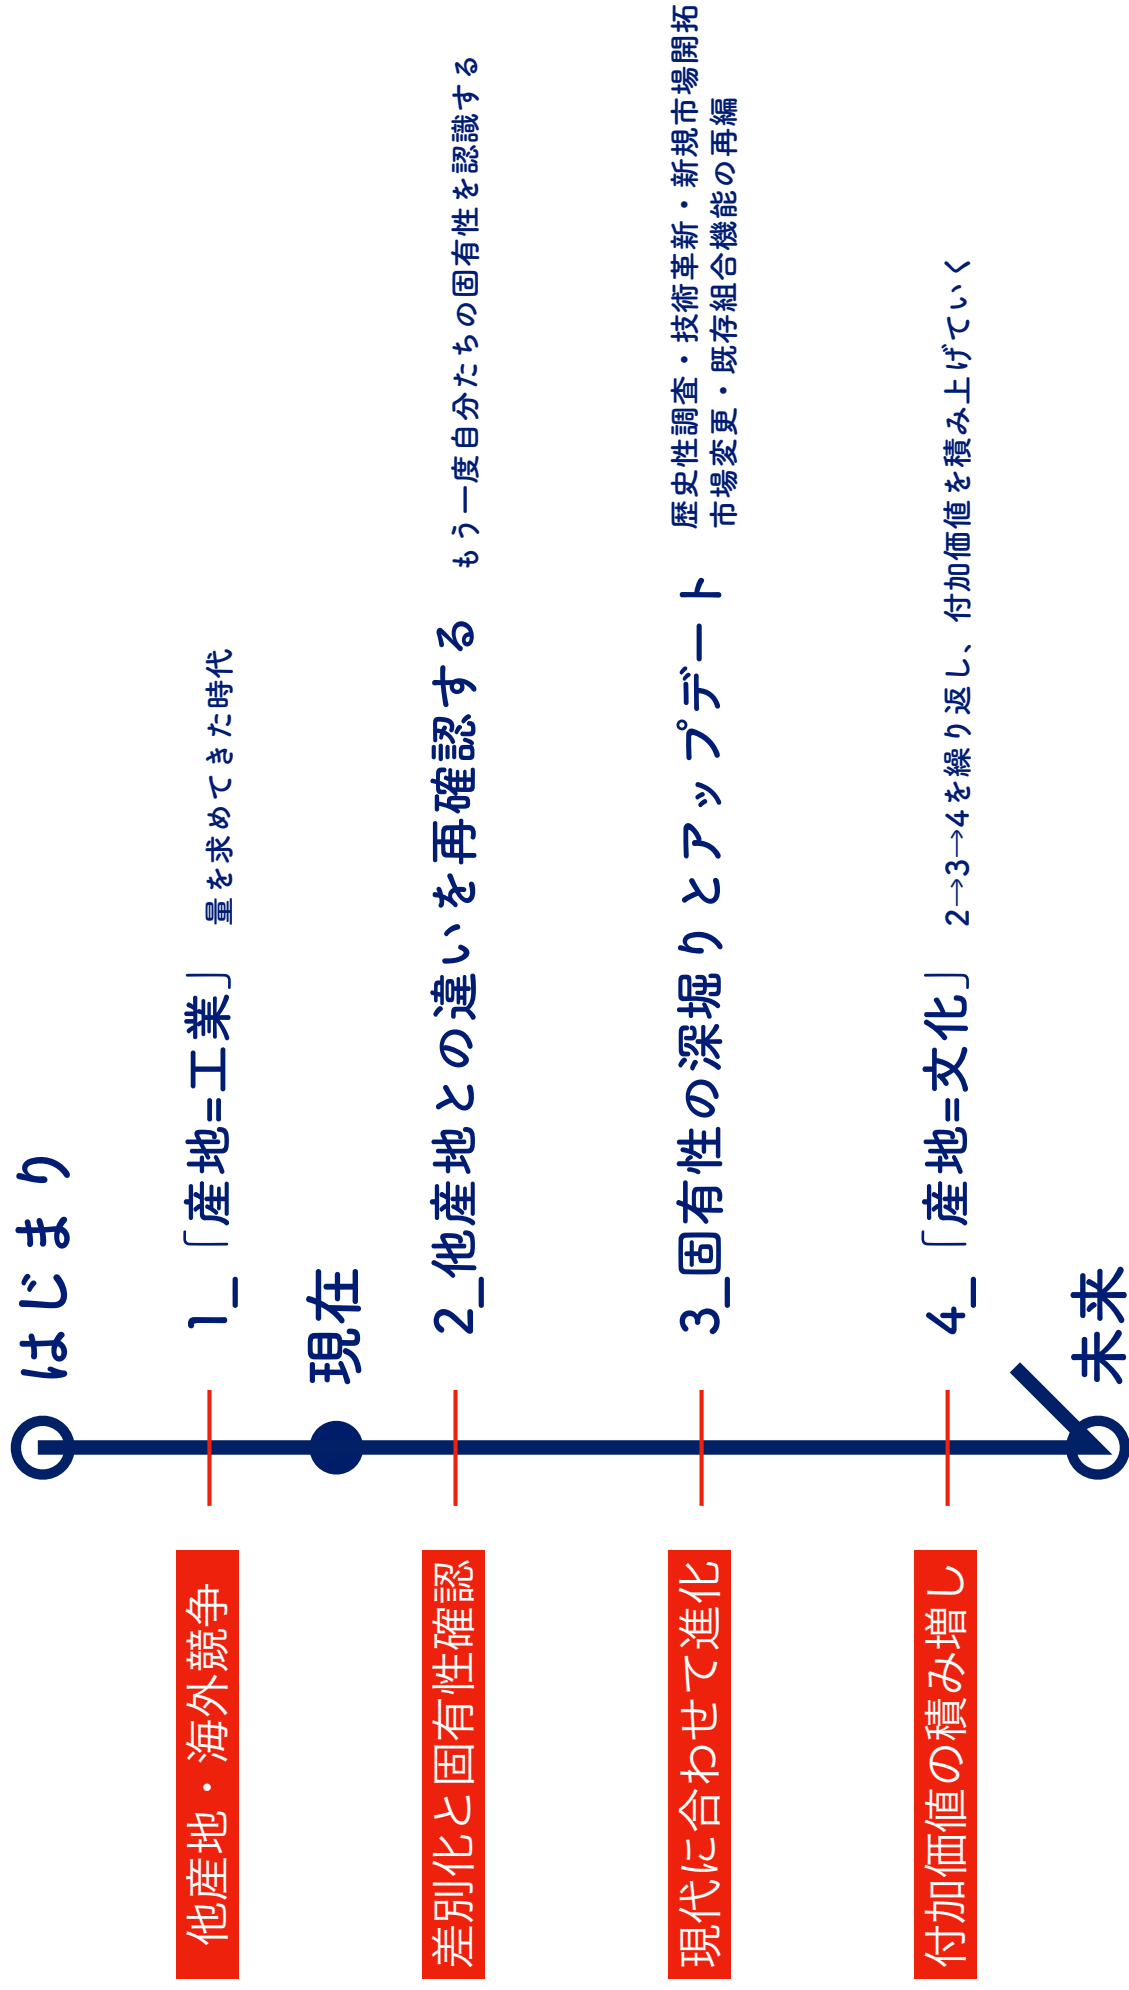 はじまり
他産地・海外競争
1_「産地=工業」
量を求めてきた時代
現在
差別化と固有性確認
2_他産地との違いを再確認する
もう一度自分たちの固有性を認識する
現代に合わせて進化
3_固有性の深堀りとアップデート
歴史性調査・技術革新・新規市場開拓
市場変更・既存組合機能の再編
付加価値の積み増し
4_「産地=文化」
2→3→4を繰り返し、付加価値を積み上げていく
未来